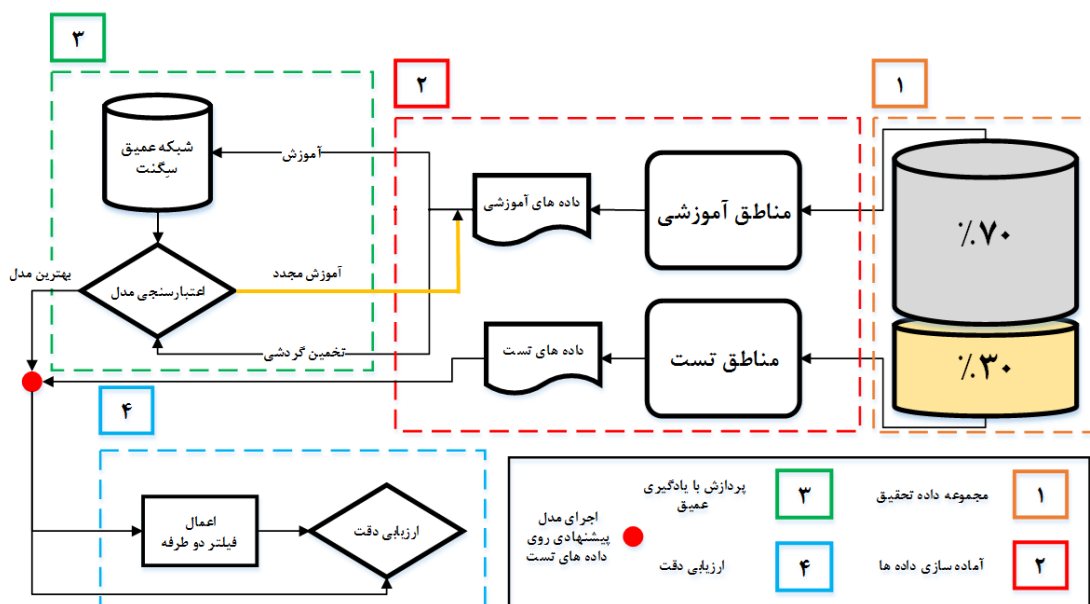 ۱
۲
۳
٪۷۰
٪۳۰
مناطق آموزشی
داده های آموزشی
مناطق تست
داده های تست
شبکه عمیق
سِگنت
آموزش
اعتبارسنجی مدل
آموزش مجدد
تخمین گردشی
بهترین مدل
۴
اعمال
فیلتر دو طرفه
ارزیابی دقت
۱
مجموعه داده تحقیق
۲
آماده سازی داده ها
۳
پردازش با یادگیری
عمیق
۴
ارزیابی دقت
اجرای مدل
پیشنهادی روی
داده های تست